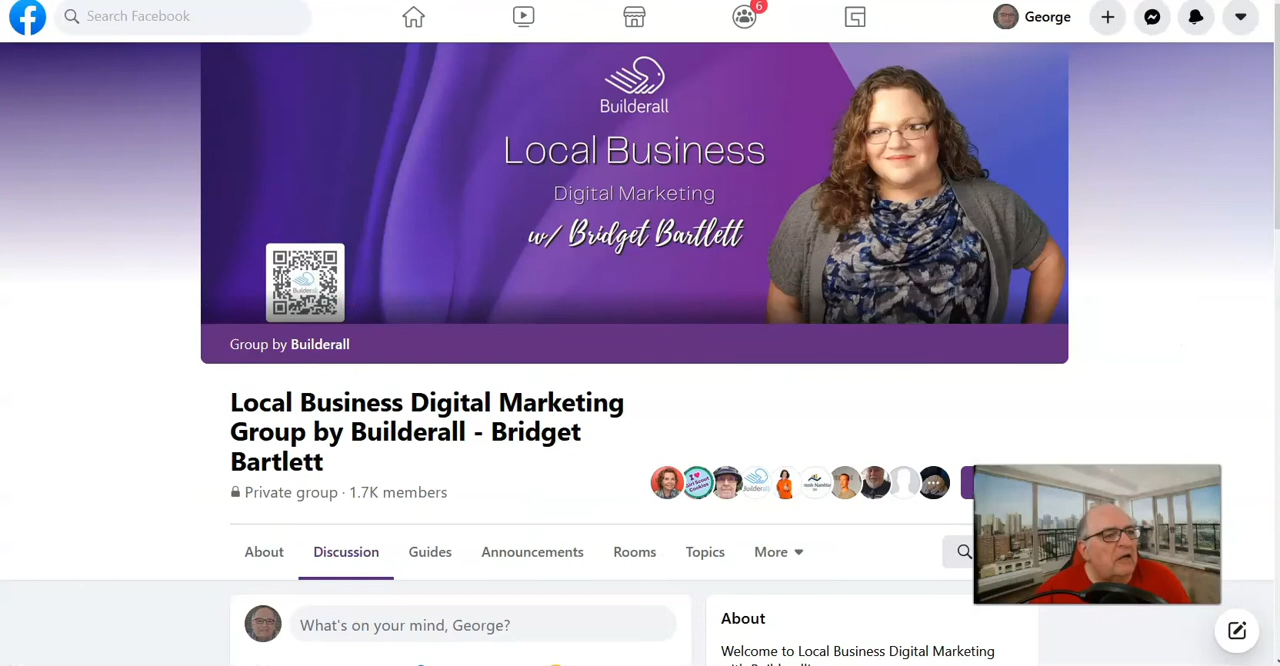 Search Facebook
6
George
Builderall
Local Business
Digital Marketing
w/ Bridget Bartlett
Builderall
Group by Builderall
Local Business Digital Marketing
Group by Builderall - Bridget
Bartlett
Private group · 1.7K members
About
Discussion
Guides
Announcements
Rooms
Topics
More
What's on your mind, George?
About
Welcome to Local Business Digital Marketing